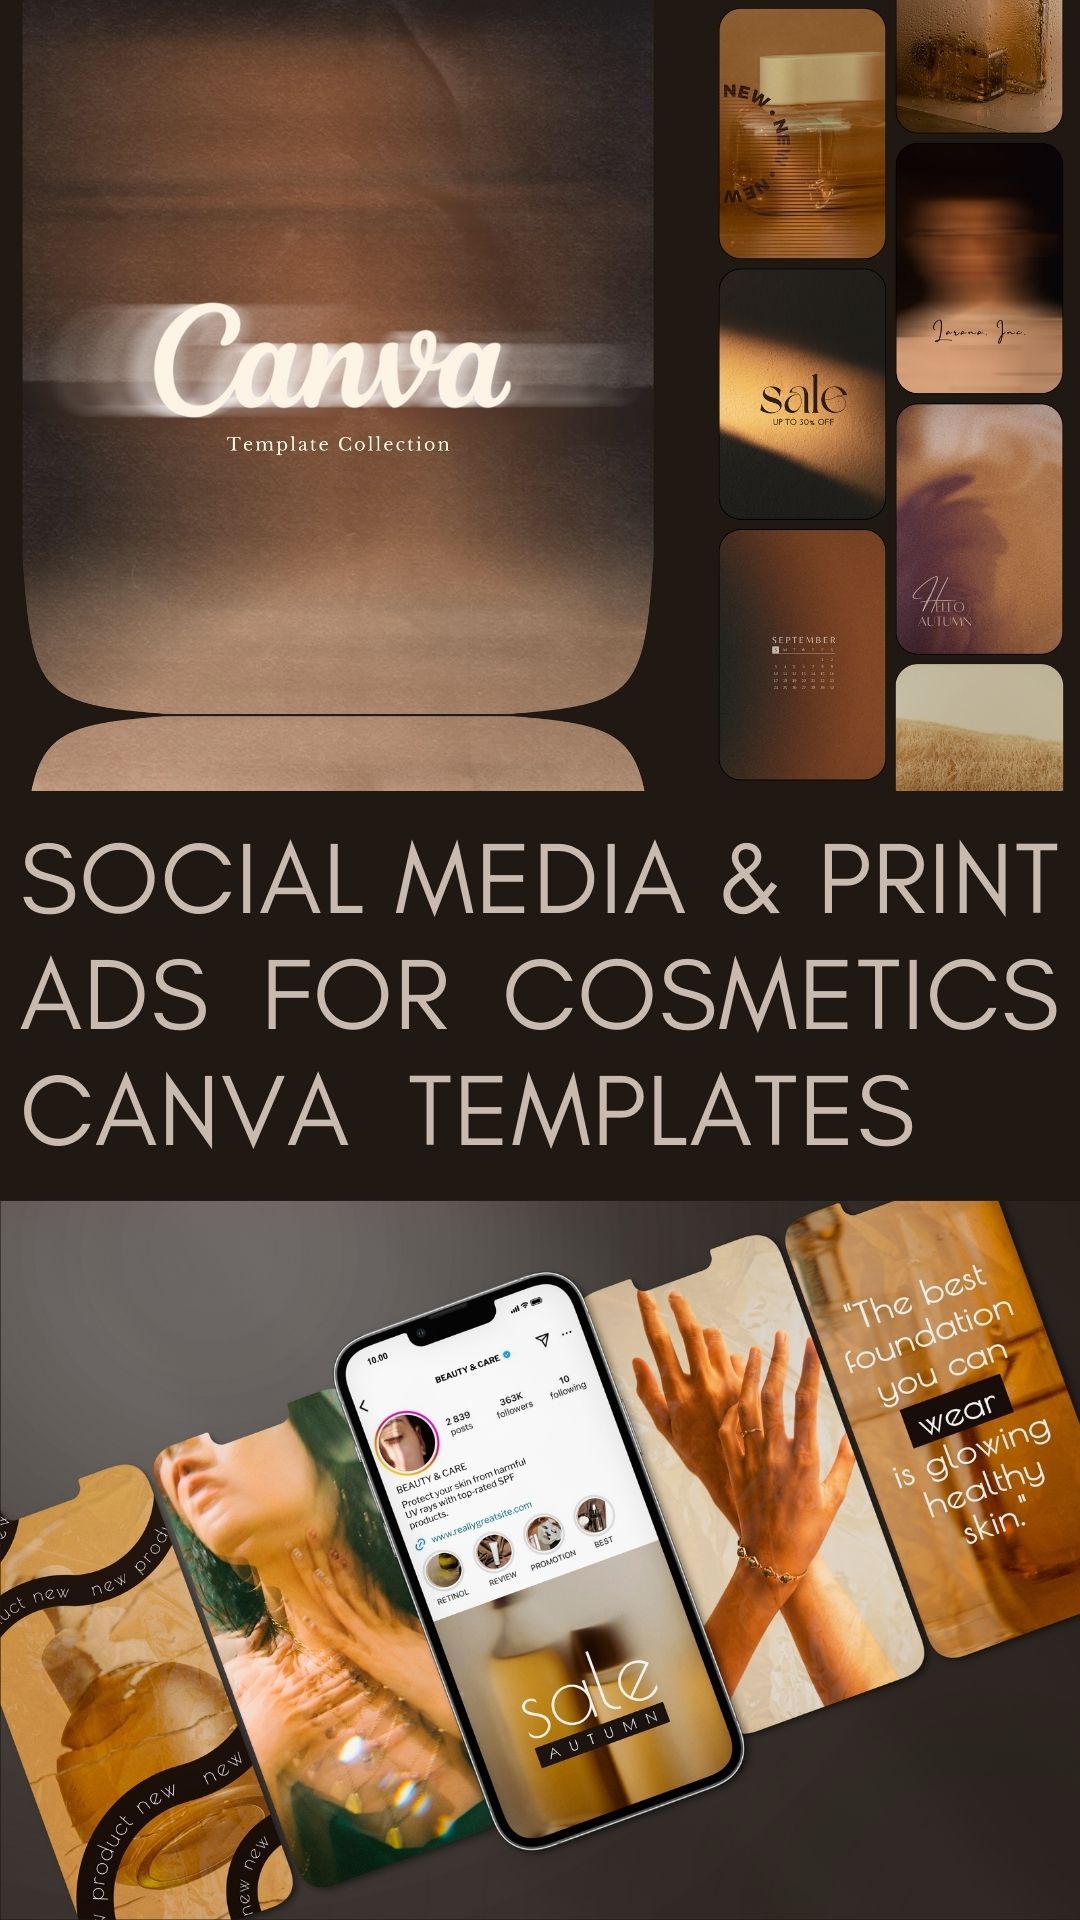 Canva
Template Collection
NEW • NEW • NEW
Larana, Inc.
sale
UP TO 30% OFF
HELLO
AUTUMN
SEPTEMBER
SOCIAL MEDIA & PRINT
ADS FOR COSMETICS
CANVA TEMPLATES
"The best
foundation
you can
wear
is glowing
healthy
skin."
10.00
BEAUTY & CARE
2 839
posts
363K
followers
10
following
BEAUTY & CARE
Protect your skin from harmful
UV rays with top-rated SPF
products.
www.reallygreatsite.com
RETINOL
REVIEW
PROMOTION
BEST
sale
AUTUMN
new
new
product new
new
new new